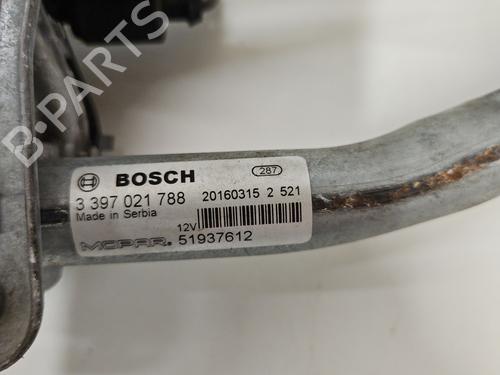 B-PARTS
287
BOSCH
3 397 021 788 20160315 2 521
Made in Serbia
12V
MOPAR. 51937612